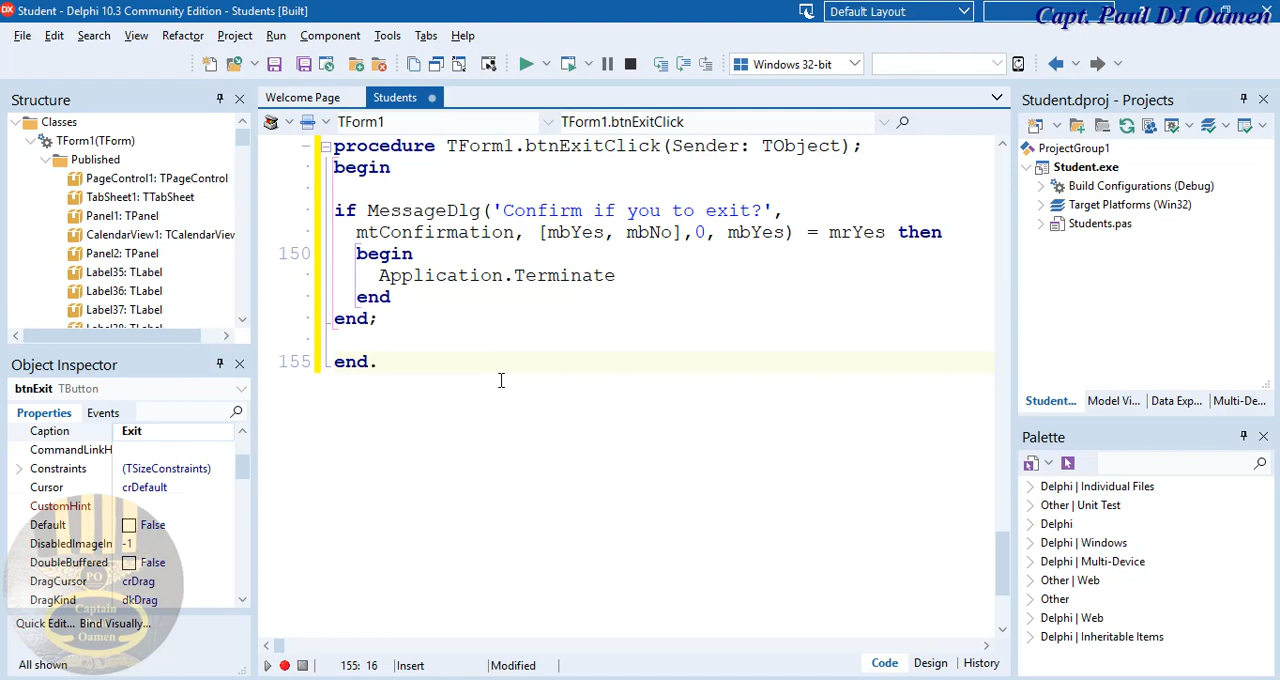 Student - Delphi 10.3 Community Edition - Students [Built]
Default Layout
Capt. Paul DJ Oamen
File Edit Search View Refactor Project Run Component Tools Tabs Help
Windows 32-bit
Structure
Classes
TForm1(TForm)
Published
PageControl1: TPageControl
TabSheet1: TTabSheet
Panel1: TPanel
CalendarView1: TCalendarView
Panel2: TPanel
Label35: TLabel
Label36: TLabel
Label37: TLabel
Label38: TLabel
Object Inspector
btnExit TButton
Properties Events
Caption Exit
CommandLinkH
Constraints (TSizeConstraints)
Cursor crDefault
CustomHint
Default False
DisabledImageIn -1
DoubleBuffered False
DragCursor crDrag
DragKind dkDrag
Quick Edit... Bind Visually...
All shown
PO
Captain
Oamen
Welcome Page Students
TForm1 TForm1.btnExitClick
procedure TForm1.btnExitClick(Sender: TObject);
begin
if MessageDlg('Confirm if you to exit?',
mtConfirmation, [mbYes, mbNo],0, mbYes) = mrYes then
150 begin
Application.Terminate
end
end;
155 end.
155: 16 Insert Modified Code Design History
Student.dproj - Projects
ProjectGroup1
Student.exe
Build Configurations (Debug)
Target Platforms (Win32)
Students.pas
Student... Model Vi... Data Exp... Multi-De...
Palette
Delphi | Individual Files
Other | Unit Test
Delphi
Delphi | Windows
Delphi | Multi-Device
Other | Web
Other
Delphi | Web
Delphi | Inheritable Items